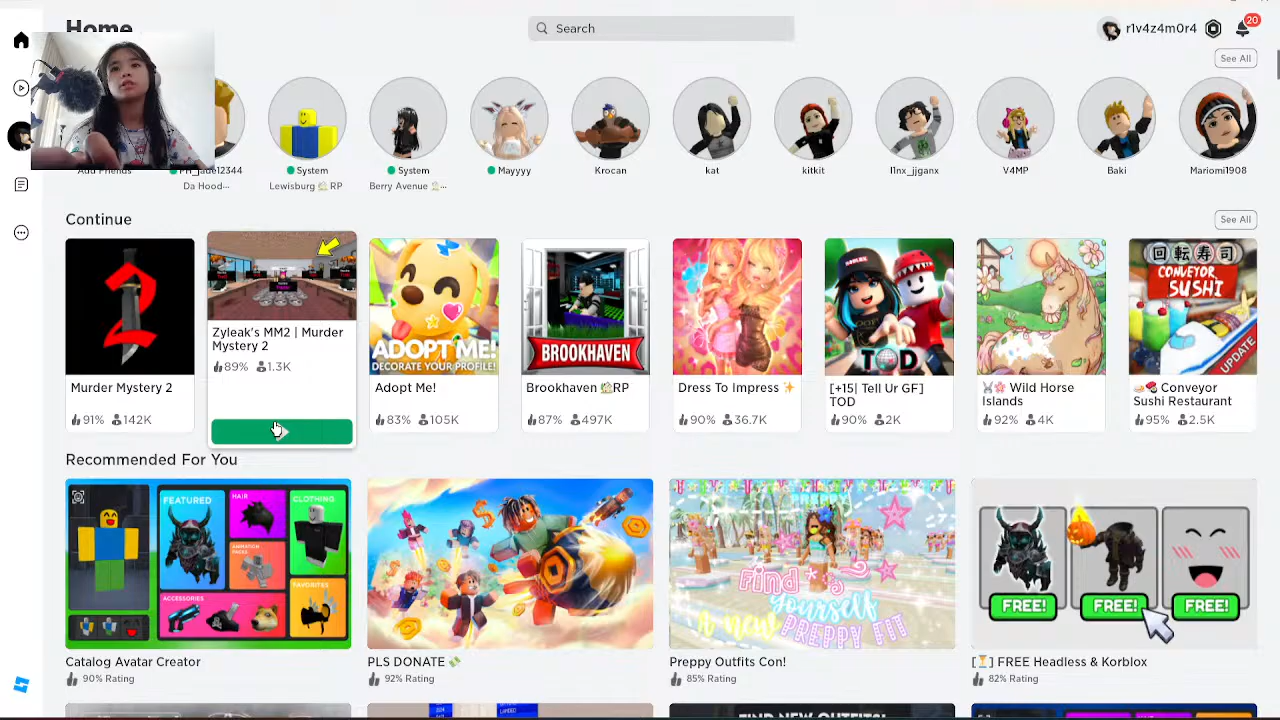 Home
Search
r1v4z4m0r4
20
See All
Add Friends
System
System
Mayyyy
Krocan
kat
kitkit
V4MP
Baki
Mariomi1908
Da Hood...
Lewisburg RP
Berry Avenue
Continue
See All
2
ADOPT ME!
DECORATE YOUR PROFILE!
BROOKHAVEN
TOD
回転寿司
CONVEYOR
SUSHI
UPDATE
Murder Mystery 2
Zyleak's MM2 | Murder
Mystery 2
Adopt Me!
Brookhaven RP
Dress To Impress
[+15| Tell Ur GF]
TOD
Wild Horse
Islands
Conveyor
Sushi Restaurant
91% 142K
89% 1.3K
83% 105K
87% 497K
90% 36.7K
90% 2K
92% 4K
95% 2.5K
Recommended For You
FEATURED
HAIR
CLOTHING
ANIMATION
PACKS
FAVORITES
ACCESSORIES
Find
yourself
a new PREPPY FIT
FREE!
FREE!
FREE!
Catalog Avatar Creator
PLS DONATE
Preppy Outfits Con!
[ ] FREE Headless & Korblox
90% Rating
92% Rating
85% Rating
82% Rating